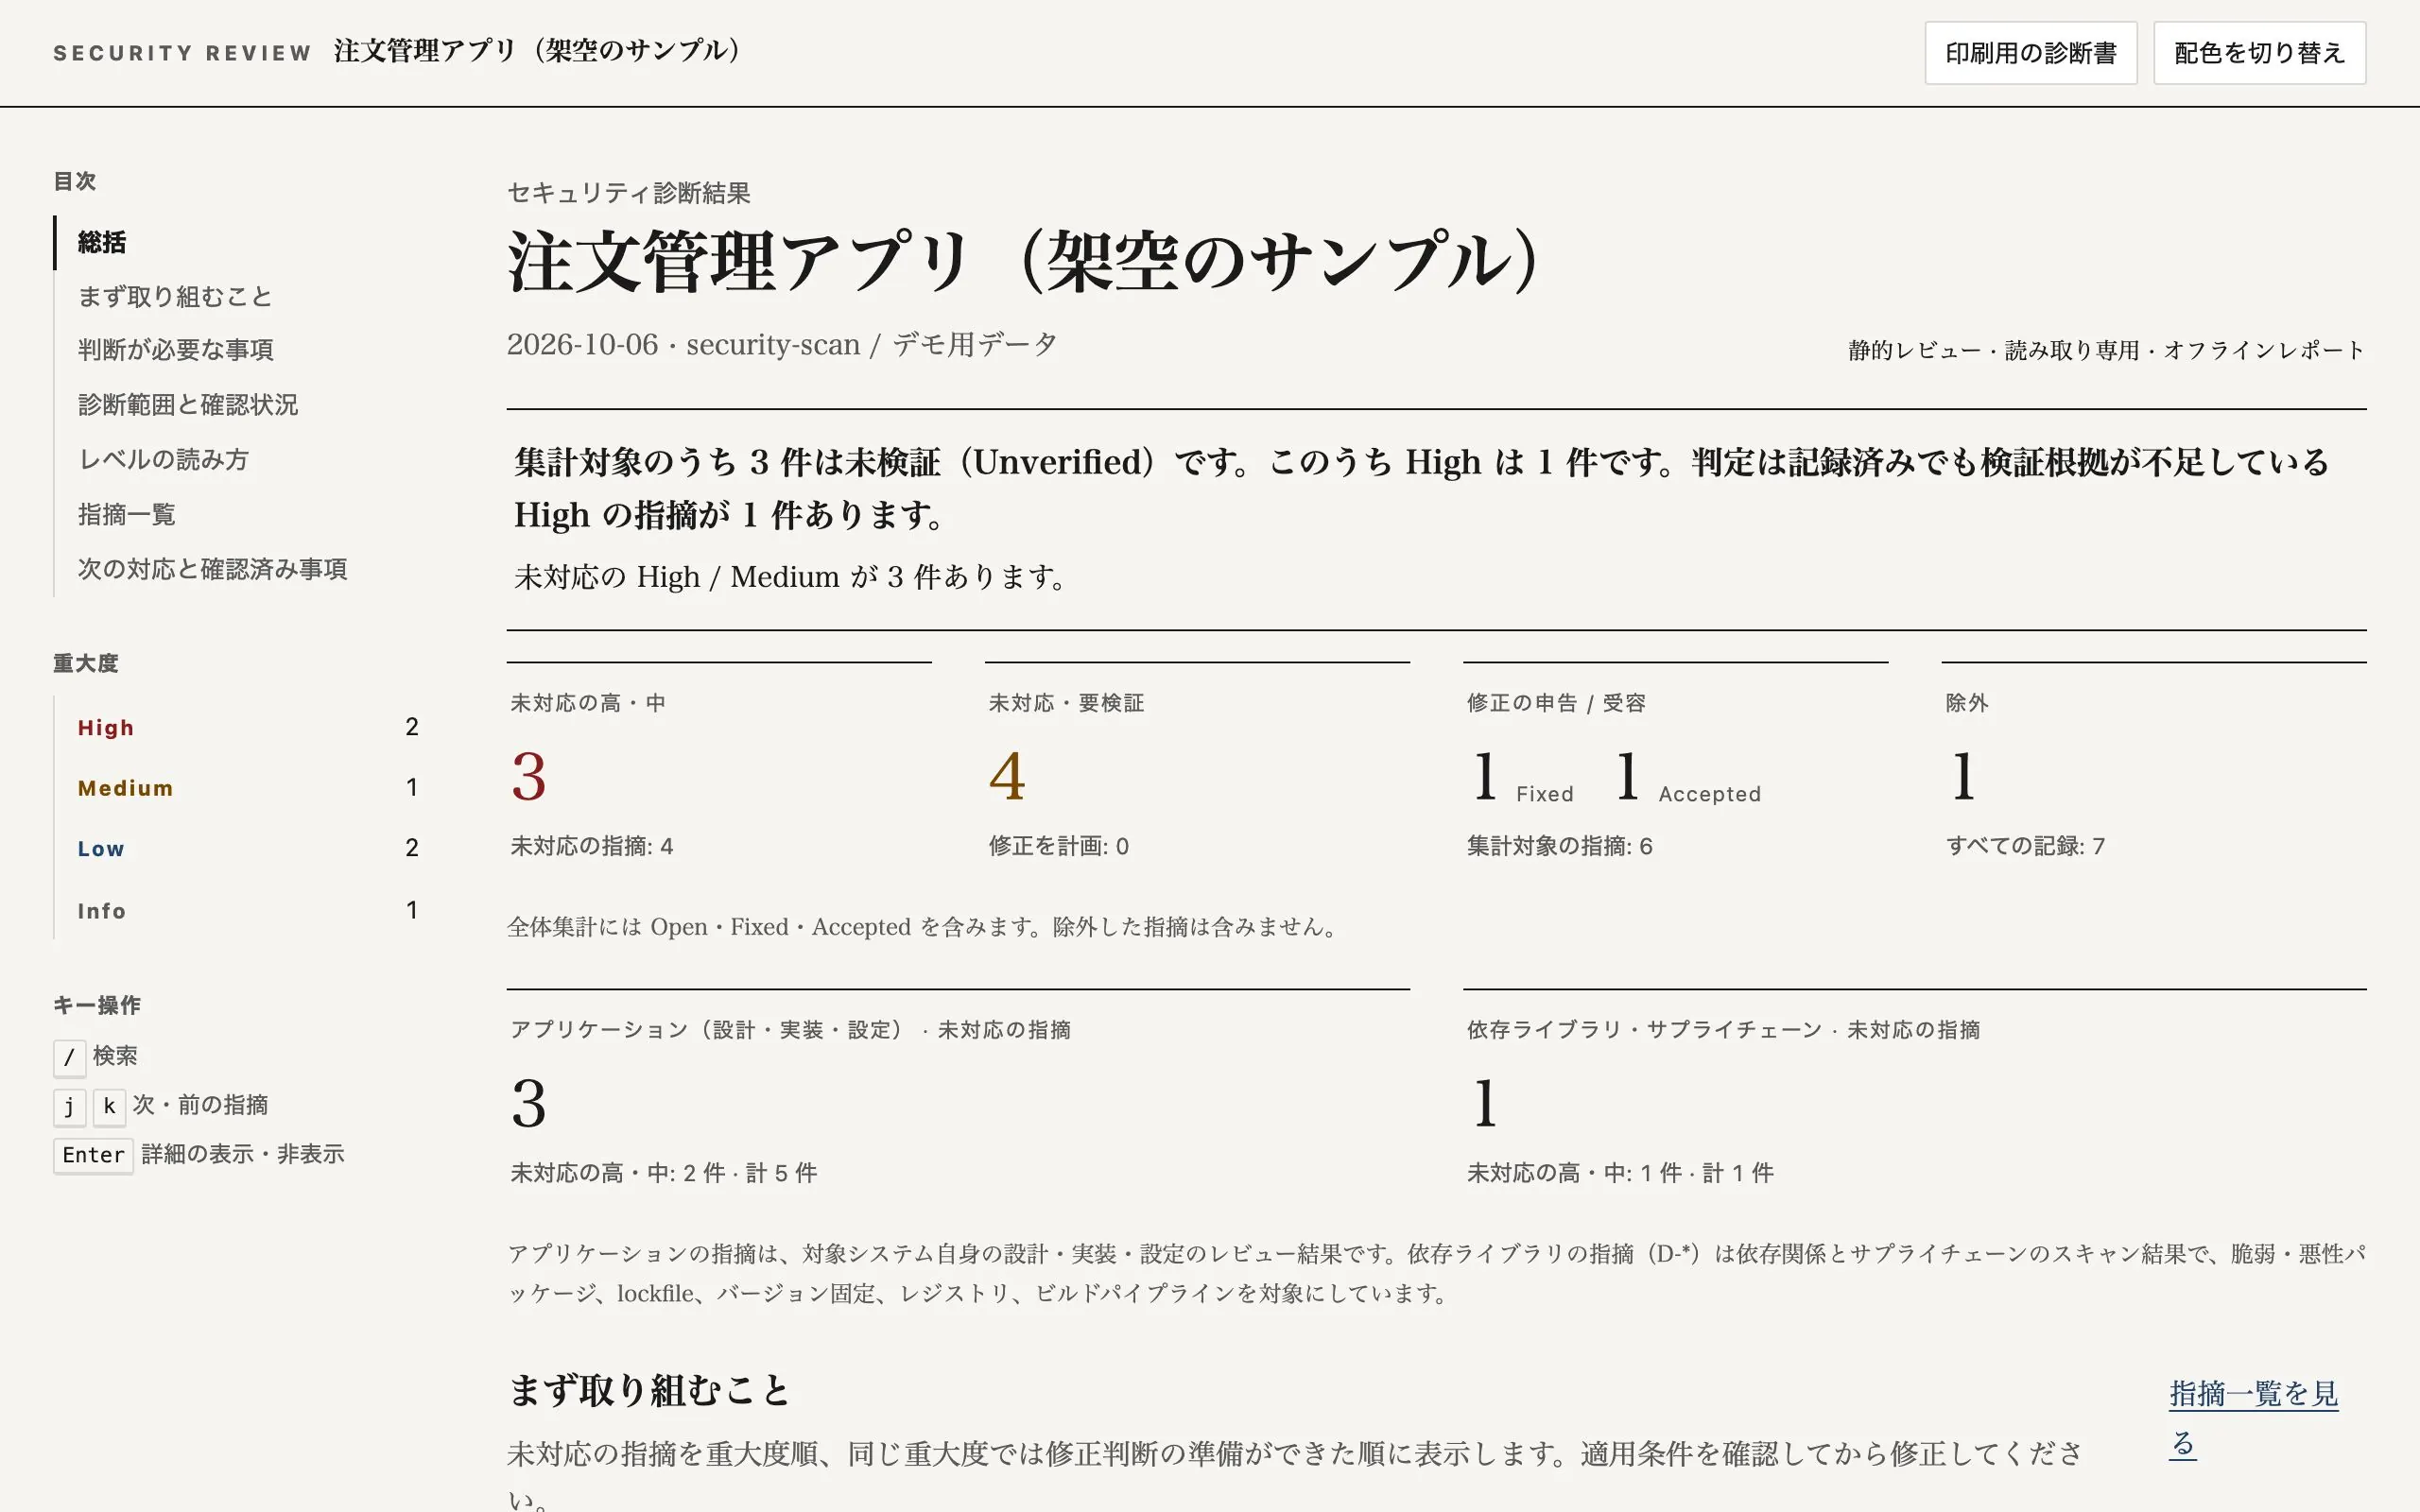 SECURITY REVIEW 注文管理アプリ（架空のサンプル）
印刷用の診断書
配色を切り替え
目次
総括
まず取り組むこと
判断が必要な事項
診断範囲と確認状況
レベルの読み方
指摘一覧
次の対応と確認済み事項
重大度
High 2
Medium 1
Low 2
Info 1
キー操作
/ 検索
j k 次・前の指摘
Enter 詳細の表示・非表示
セキュリティ診断結果
注文管理アプリ（架空のサンプル）
2026-10-06 · security-scan / デモ用データ
静的レビュー · 読み取り専用 · オフラインレポート
集計対象のうち 3 件は未検証（Unverified）です。このうち High は 1 件です。判定は記録済みでも検証根拠が不足している
High の指摘が 1 件あります。
未対応の High / Medium が 3 件あります。
未対応の高・中
3
未対応の指摘: 4
未対応・要検証
4
修正を計画: 0
修正の申告 / 受容
1 Fixed 1 Accepted
集計対象の指摘: 6
除外
1
すべての記録: 7
全体集計には Open・Fixed・Accepted を含みます。除外した指摘は含みません。
アプリケーション（設計・実装・設定） · 未対応の指摘
3
未対応の高・中: 2 件 · 計 5 件
依存ライブラリ・サプライチェーン · 未対応の指摘
1
未対応の高・中: 1 件 · 計 1 件
アプリケーションの指摘は、対象システム自身の設計・実装・設定のレビュー結果です。依存ライブラリの指摘（D-*）は依存関係とサプライチェーンのスキャン結果で、脆弱・悪性パ
ッケージ、lockfile、バージョン固定、レジストリ、ビルドパイプラインを対象にしています。
まず取り組むこと
未対応の指摘を重大度順、同じ重大度では修正判断の準備ができた順に表示します。適用条件を確認してから修正してくださ
い。
指摘一覧を見
る